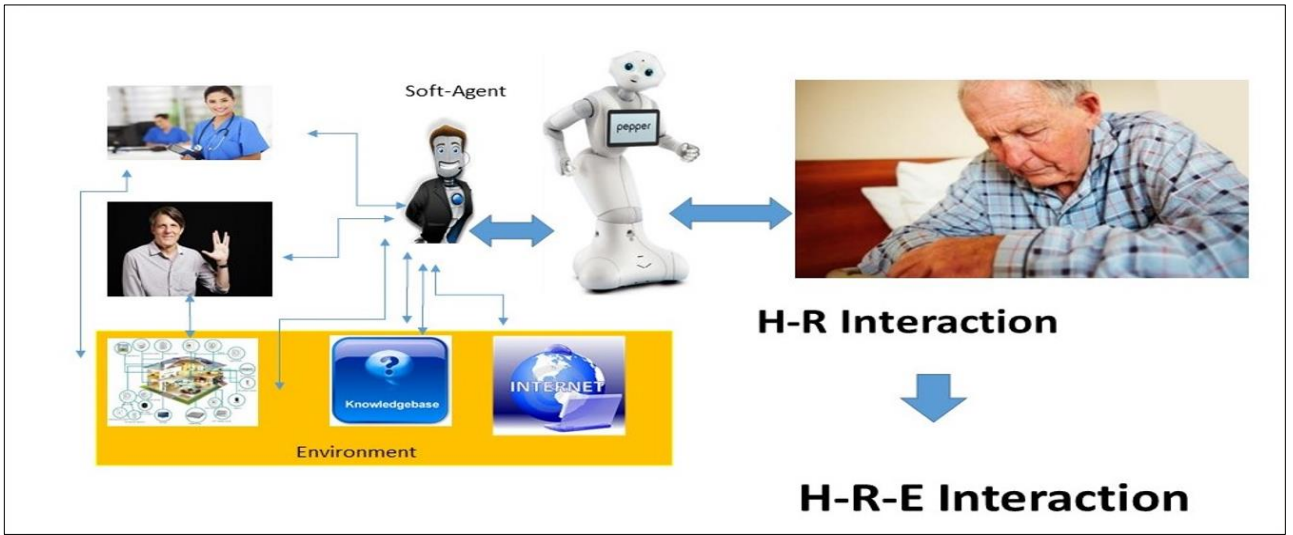 Soft-Agent
pepper
H-R Interaction
INTERNET
Knowledgebase
Environment
H-R-E Interaction